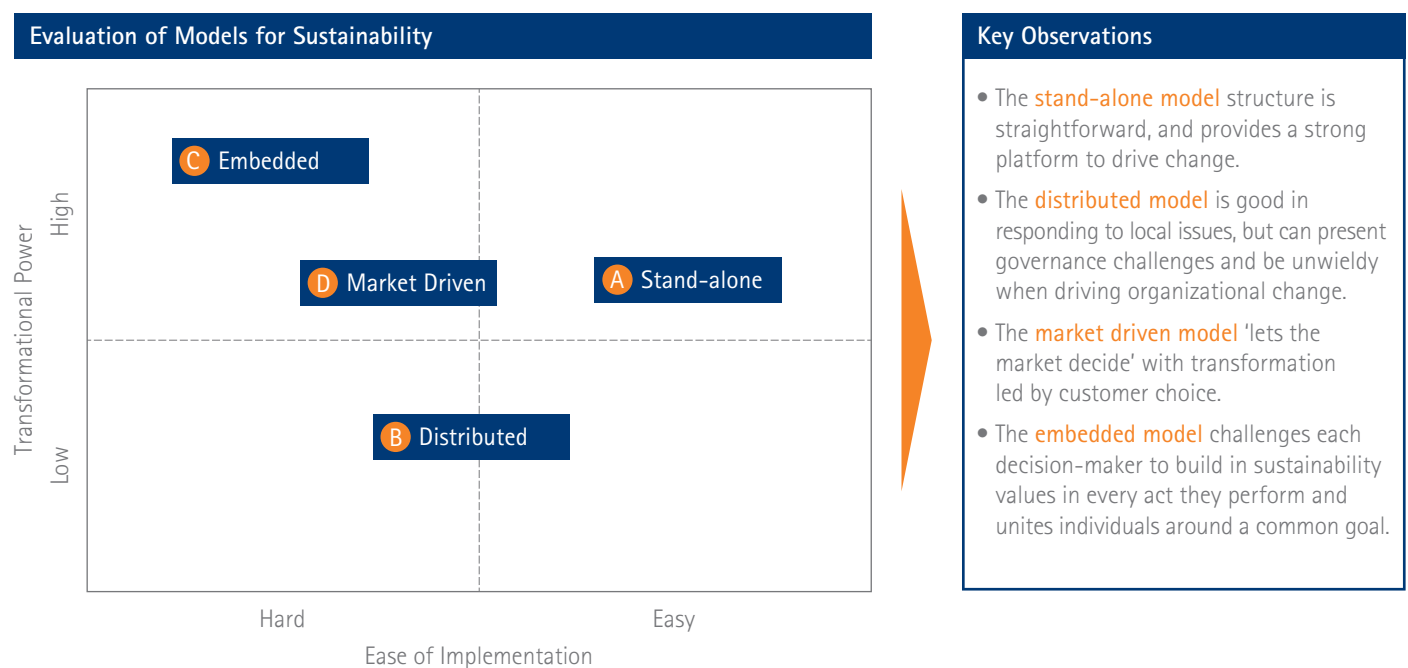 Evaluation of Models for Sustainability
Transformational Power
High
Low
C Embedded
D Market Driven
A Stand-alone
B Distributed
Hard
Easy
Ease of Implementation
Key Observations
• The stand-alone model structure is
straightforward, and provides a strong
platform to drive change.
• The distributed model is good in
responding to local issues, but can present
governance challenges and be unwieldy
when driving organizational change.
• The market driven model ‘lets the
market decide’ with transformation
led by customer choice.
• The embedded model challenges each
decision-maker to build in sustainability
values in every act they perform and
unites individuals around a common goal.